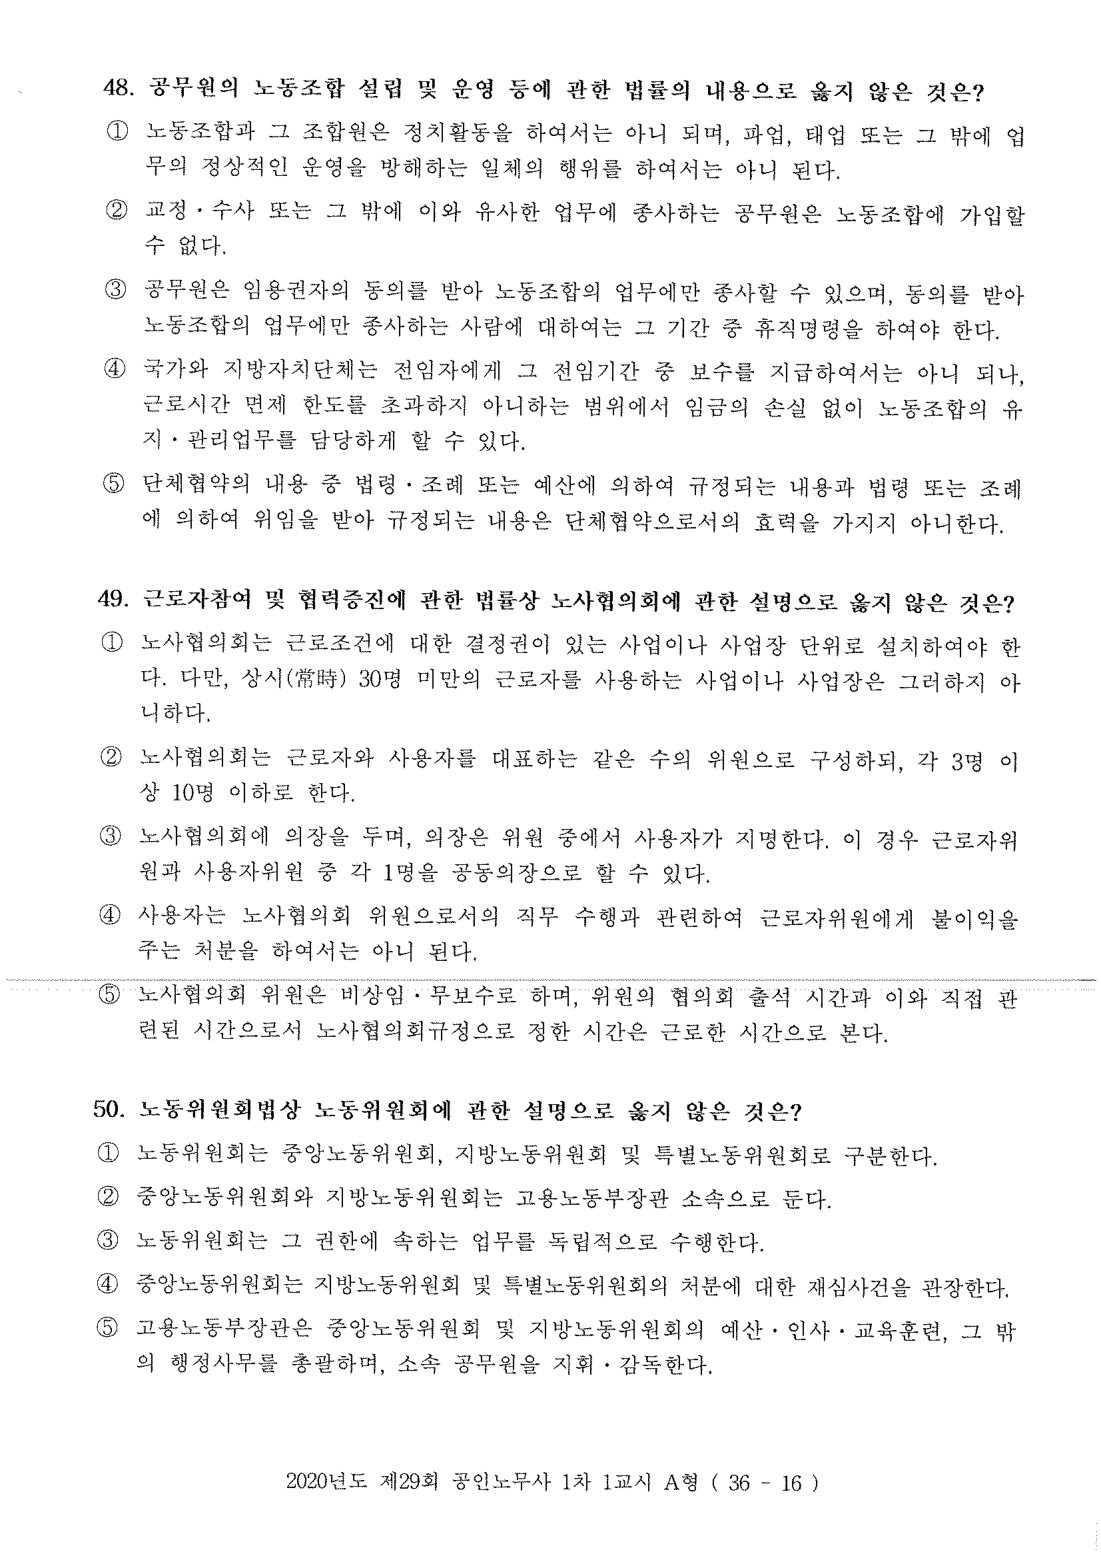 48. 공무원의 노동조합 설립 및 운영 등에 관한 법률의 내용으로 옳지 않은 것은?
① 노동조합과 그 조합원은 정치활동을 하여서는 아니 되며, 파업, 태업 또는 그 밖에 업
무의 정상적인 운영을 방해하는 일체의 행위를 하여서는 아니 된다.
② 교정·수사 또는 그 밖에 이와 유사한 업무에 종사하는 공무원은 노동조합에 가입할
수 없다.
③ 공무원은 임용권자의 동의를 받아 노동조합의 업무에만 종사할 수 있으며, 동의를 받아
노동조합의 업무에만 종사하는 사람에 대하여는 그 기간 중 휴직명령을 하여야 한다.
④ 국가와 지방자치단체는 전임자에게 그 전임기간 중 보수를 지급하여서는 아니 되나,
근로시간 면제 한도를 초과하지 아니하는 범위에서 임금의 손실 없이 노동조합의 유
지·관리업무를 담당하게 할 수 있다.
⑤ 단체협약의 내용 중 법령·조례 또는 예산에 의하여 규정되는 내용과 법령 또는 조례
에 의하여 위임을 받아 규정되는 내용은 단체협약으로서의 효력을 가지지 아니한다.
49. 근로자참여 및 협력증진에 관한 법률상 노사협의회에 관한 설명으로 옳지 않은 것은?
① 노사협의회는 근로조건에 대한 결정권이 있는 사업이나 사업장 단위로 설치하여야 한
다. 다만, 상시(常時) 30명 미만의 근로자를 사용하는 사업이나 사업장은 그러하지 아
니하다.
② 노사협의회는 근로자와 사용자를 대표하는 같은 수의 위원으로 구성하되, 각 3명 이
상 10명 이하로 한다.
③ 노사협의회에 의장을 두며, 의장은 위원 중에서 사용자가 지명한다. 이 경우 근로자위
원과 사용자위원 중 각 1명을 공동의장으로 할 수 있다.
④ 사용자는 노사협의회 위원으로서의 직무 수행과 관련하여 근로자위원에게 불이익을
주는 처분을 하여서는 아니 된다.
⑤ 노사협의회 위원은 비상임·무보수로 하며, 위원의 협의회 출석 시간과 이와 직접 관
련된 시간으로서 노사협의회규정으로 정한 시간은 근로한 시간으로 본다.
50. 노동위원회법상 노동위원회에 관한 설명으로 옳지 않은 것은?
① 노동위원회는 중앙노동위원회, 지방노동위원회 및 특별노동위원회로 구분한다.
② 중앙노동위원회와 지방노동위원회는 고용노동부장관 소속으로 둔다.
③ 노동위원회는 그 권한에 속하는 업무를 독립적으로 수행한다.
④ 중앙노동위원회는 지방노동위원회 및 특별노동위원회의 처분에 대한 재심사건을 관장한다.
⑤ 고용노동부장관은 중앙노동위원회 및 지방노동위원회의 예산·인사·교육훈련, 그 밖
의 행정사무를 총괄하며, 소속 공무원을 지휘·감독한다.
2020년도 제29회 공인노무사 1차 1교시 A형 ( 36 - 16 )